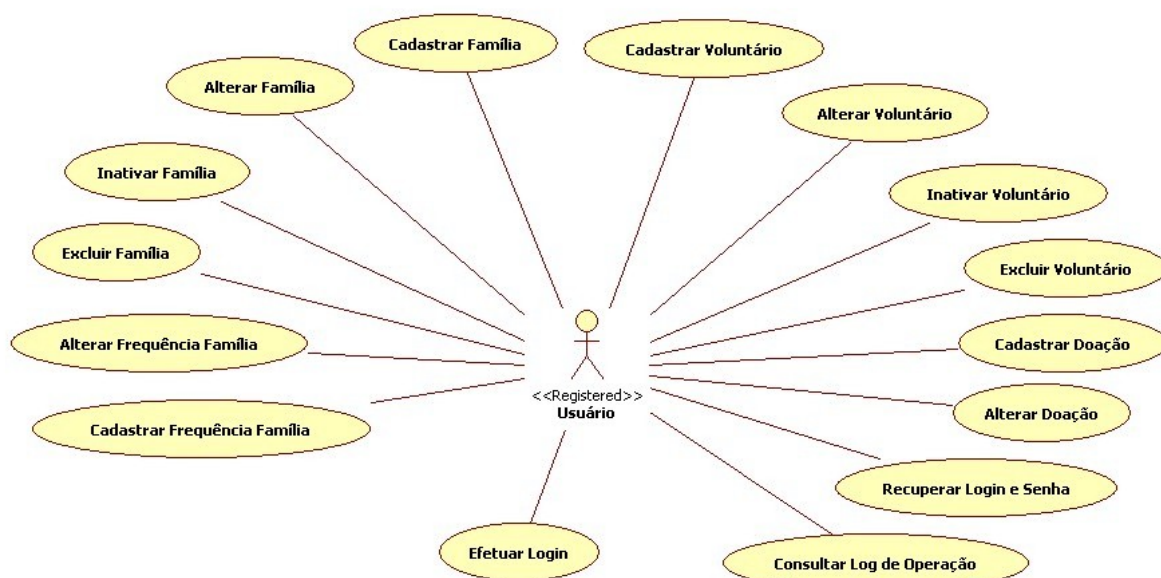 Cadastrar Família
Cadastrar Voluntário
Alterar Família
Alterar Voluntário
Inativar Família
Inativar Voluntário
Excluir Família
Excluir Voluntário
Alterar Frequência Família
Cadastrar Doação
<<Registered>>
Usuário
Alterar Doação
Cadastrar Frequência Família
Recuperar Login e Senha
Efetuar Login
Consultar Log de Operação